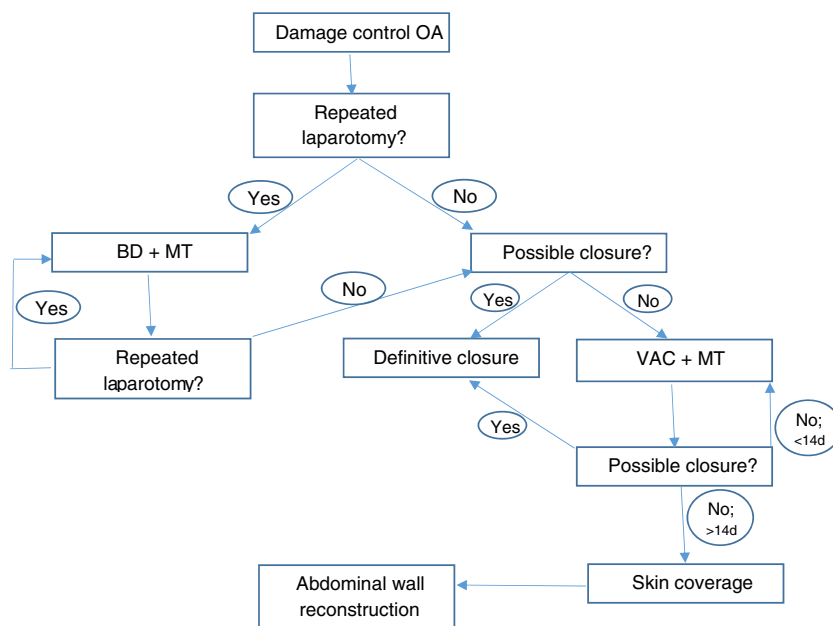 Damage control OA
Repeated
laparotomy?
Yes
No
BD + MT
Possible closure?
Yes
No
Yes
No
Repeated
laparotomy?
Definitive closure
VAC + MT
Yes
No;
<14d
Possible closure?
No;
>14d
Abdominal wall
reconstruction
Skin coverage